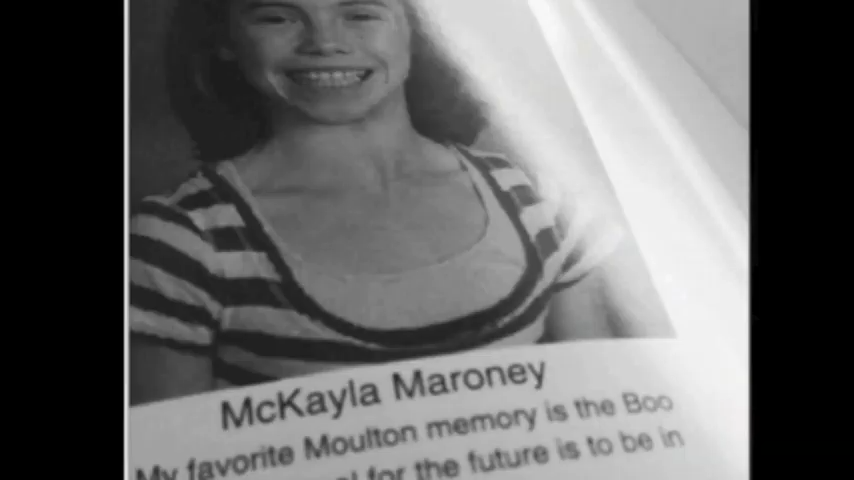 McKayla Maroney
My favorite Moulton memory is the Boo
for the future is to be in